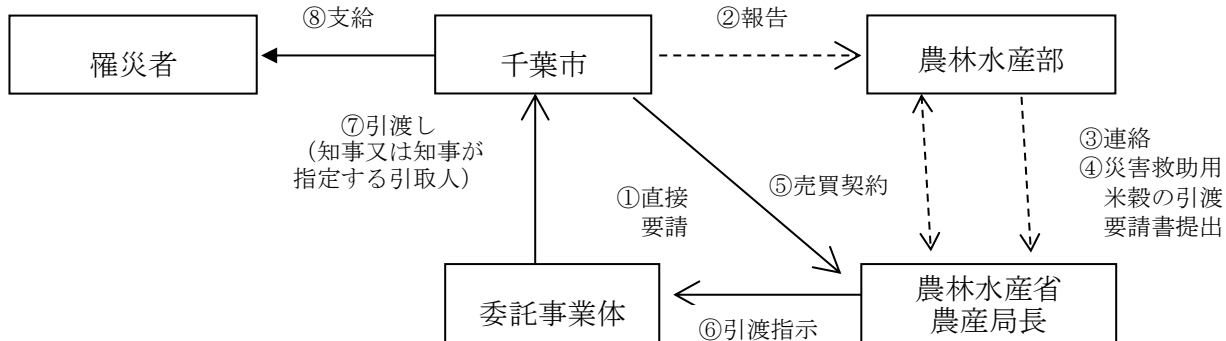 ⑧支給
②報告
罹災者
千葉市
農林水産部
⑦引渡し
（知事又は知事が
指定する引取人）
①直接
要請
⑤売買契約
③連絡
④災害救助用
米穀の引渡
要請書提出
委託事業体
⑥引渡指示
農林水産省
農産局長